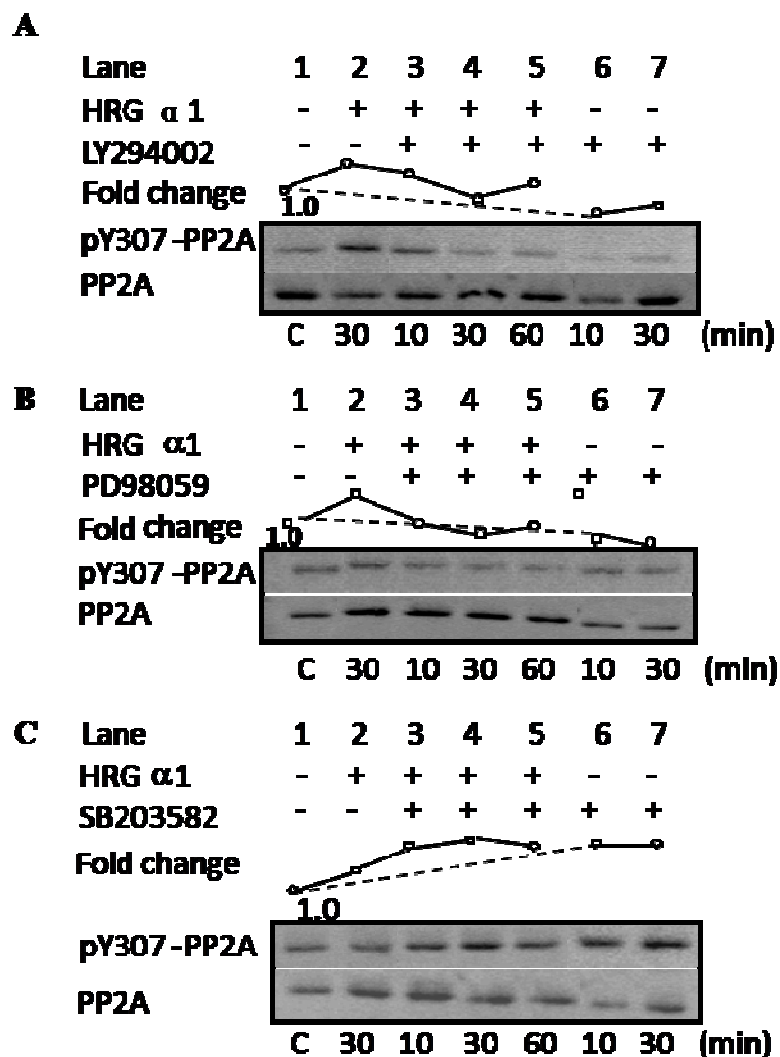 A
Lane 1 2 3 4 5 6 7
HRG α 1 - + + + + - -
LY294002 - - + + + + +
Fold change
1.0
pY307-PP2A
PP2A
C 30 10 30 60 10 30 (min)
B Lane 1 2 3 4 5 6 7
HRG α1 - + + + + - -
PD98059 - - + + + + +
Fold change
1.0
pY307-PP2A
PP2A
C 30 10 30 60 10 30 (min)
C Lane 1 2 3 4 5 6 7
HRG α1 - + + + + - -
SB203582 - - + + + + +
Fold change
1.0
pY307-PP2A
PP2A
C 30 10 30 60 10 30 (min)